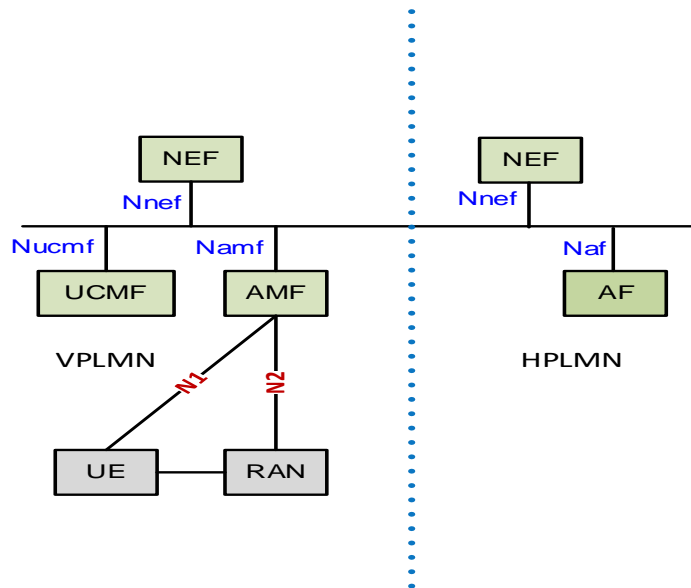 NEF
NEF
Nnef
Nnef
Nucmf
Namf
Naf
UCMF
AMF
AF
VPLMN
HPLMN
N1
N2
UE
RAN